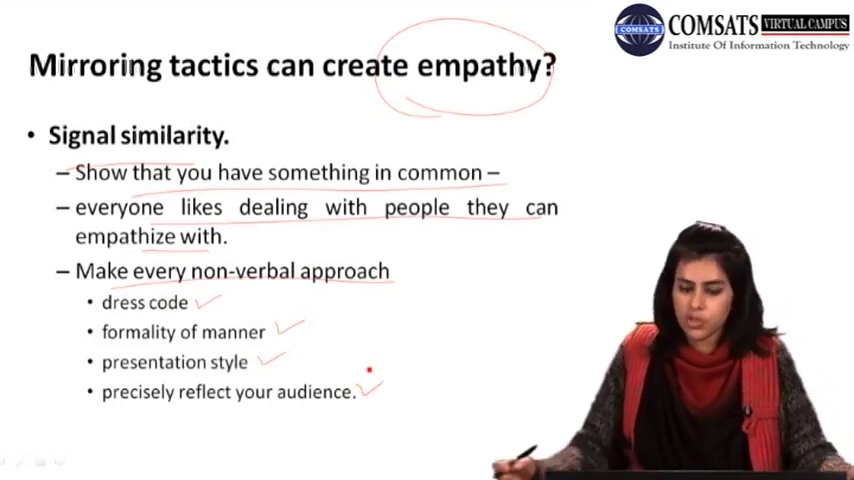 COMSATS VIRTUAL CAMPUS
Institute Of Information Technology
Mirroring tactics can create empathy?
• Signal similarity.
– Show that you have something in common –
– everyone likes dealing with people they can
empathize with.
– Make every non-verbal approach
• dress code
• formality of manner
• presentation style
• precisely reflect your audience.